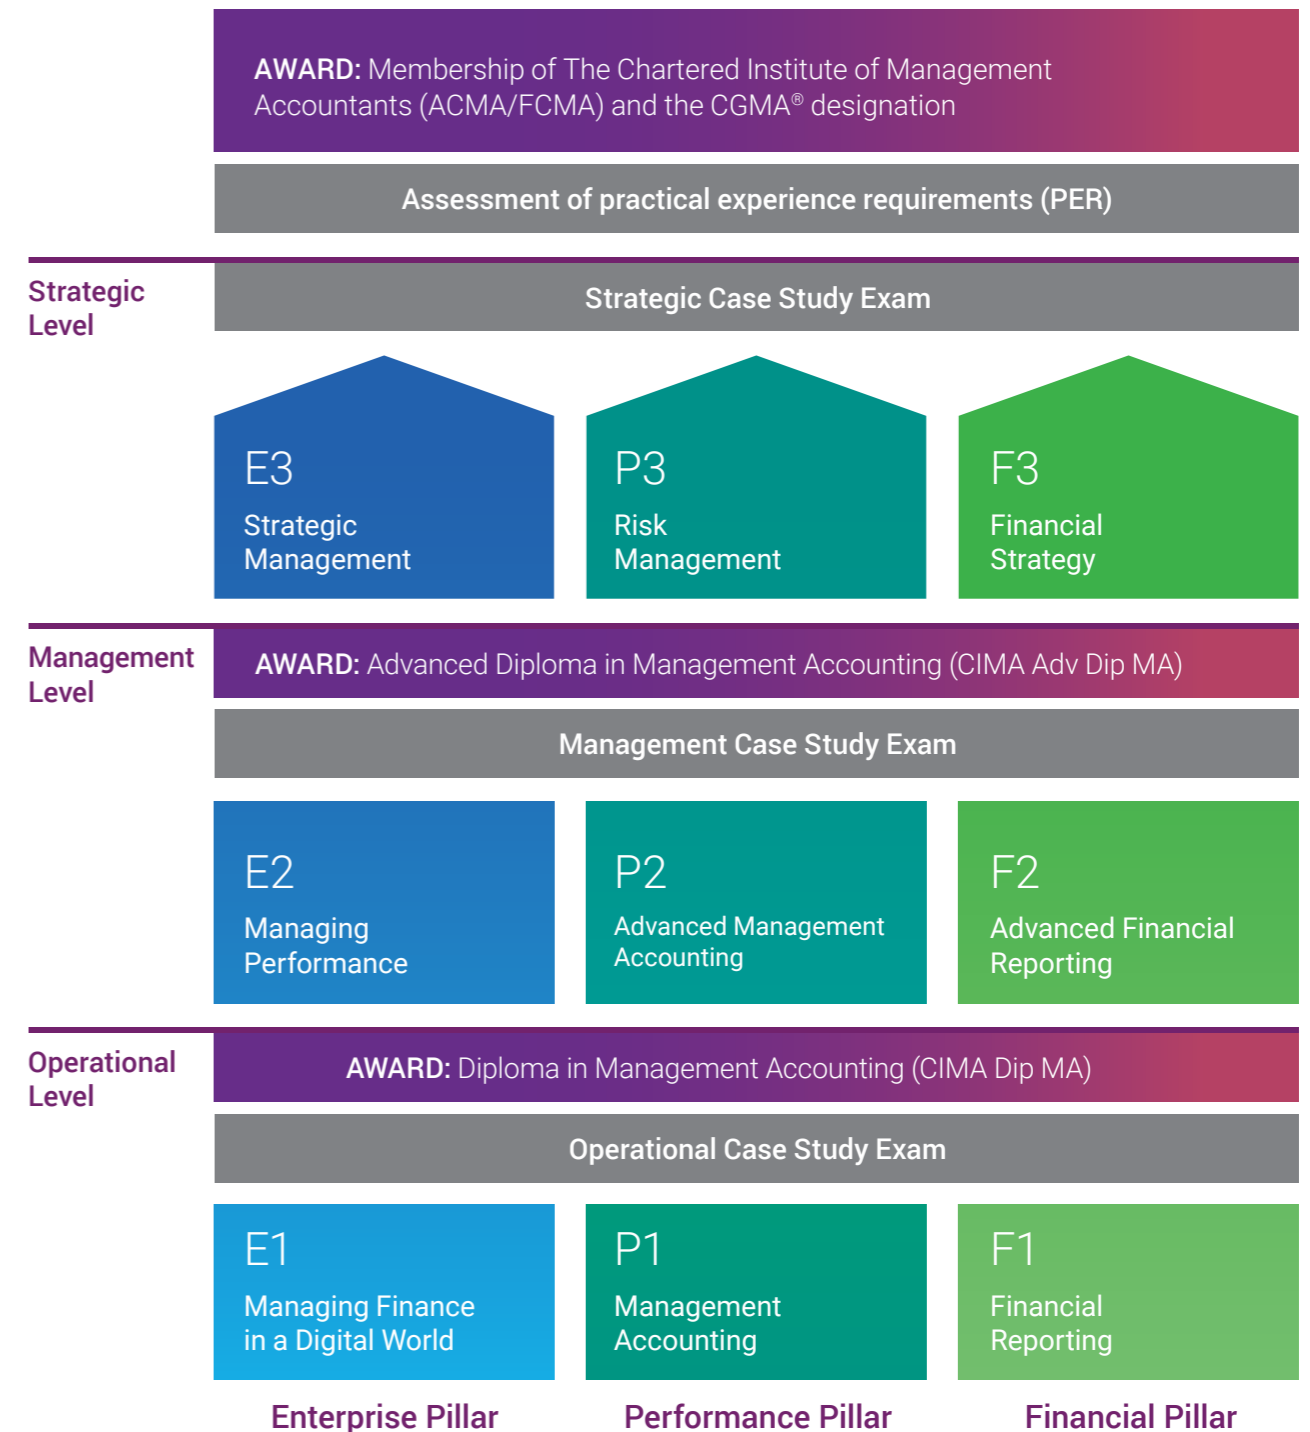 AWARD: Membership of The Chartered Institute of Management
Accountants (ACMA/FCMA) and the CGMA® designation
Assessment of practical experience requirements (PER)
Strategic
Level
Strategic Case Study Exam
E3
Strategic
Management
P3
Risk
Management
F3
Financial
Strategy
Management
Level
AWARD: Advanced Diploma in Management Accounting (CIMA Adv Dip MA)
Management Case Study Exam
E2
Managing
Performance
P2
Advanced Management
Accounting
F2
Advanced Financial
Reporting
Operational
Level
AWARD: Diploma in Management Accounting (CIMA Dip MA)
Operational Case Study Exam
E1
Managing Finance
in a Digital World
P1
Management
Accounting
F1
Financial
Reporting
Enterprise Pillar
Performance Pillar
Financial Pillar